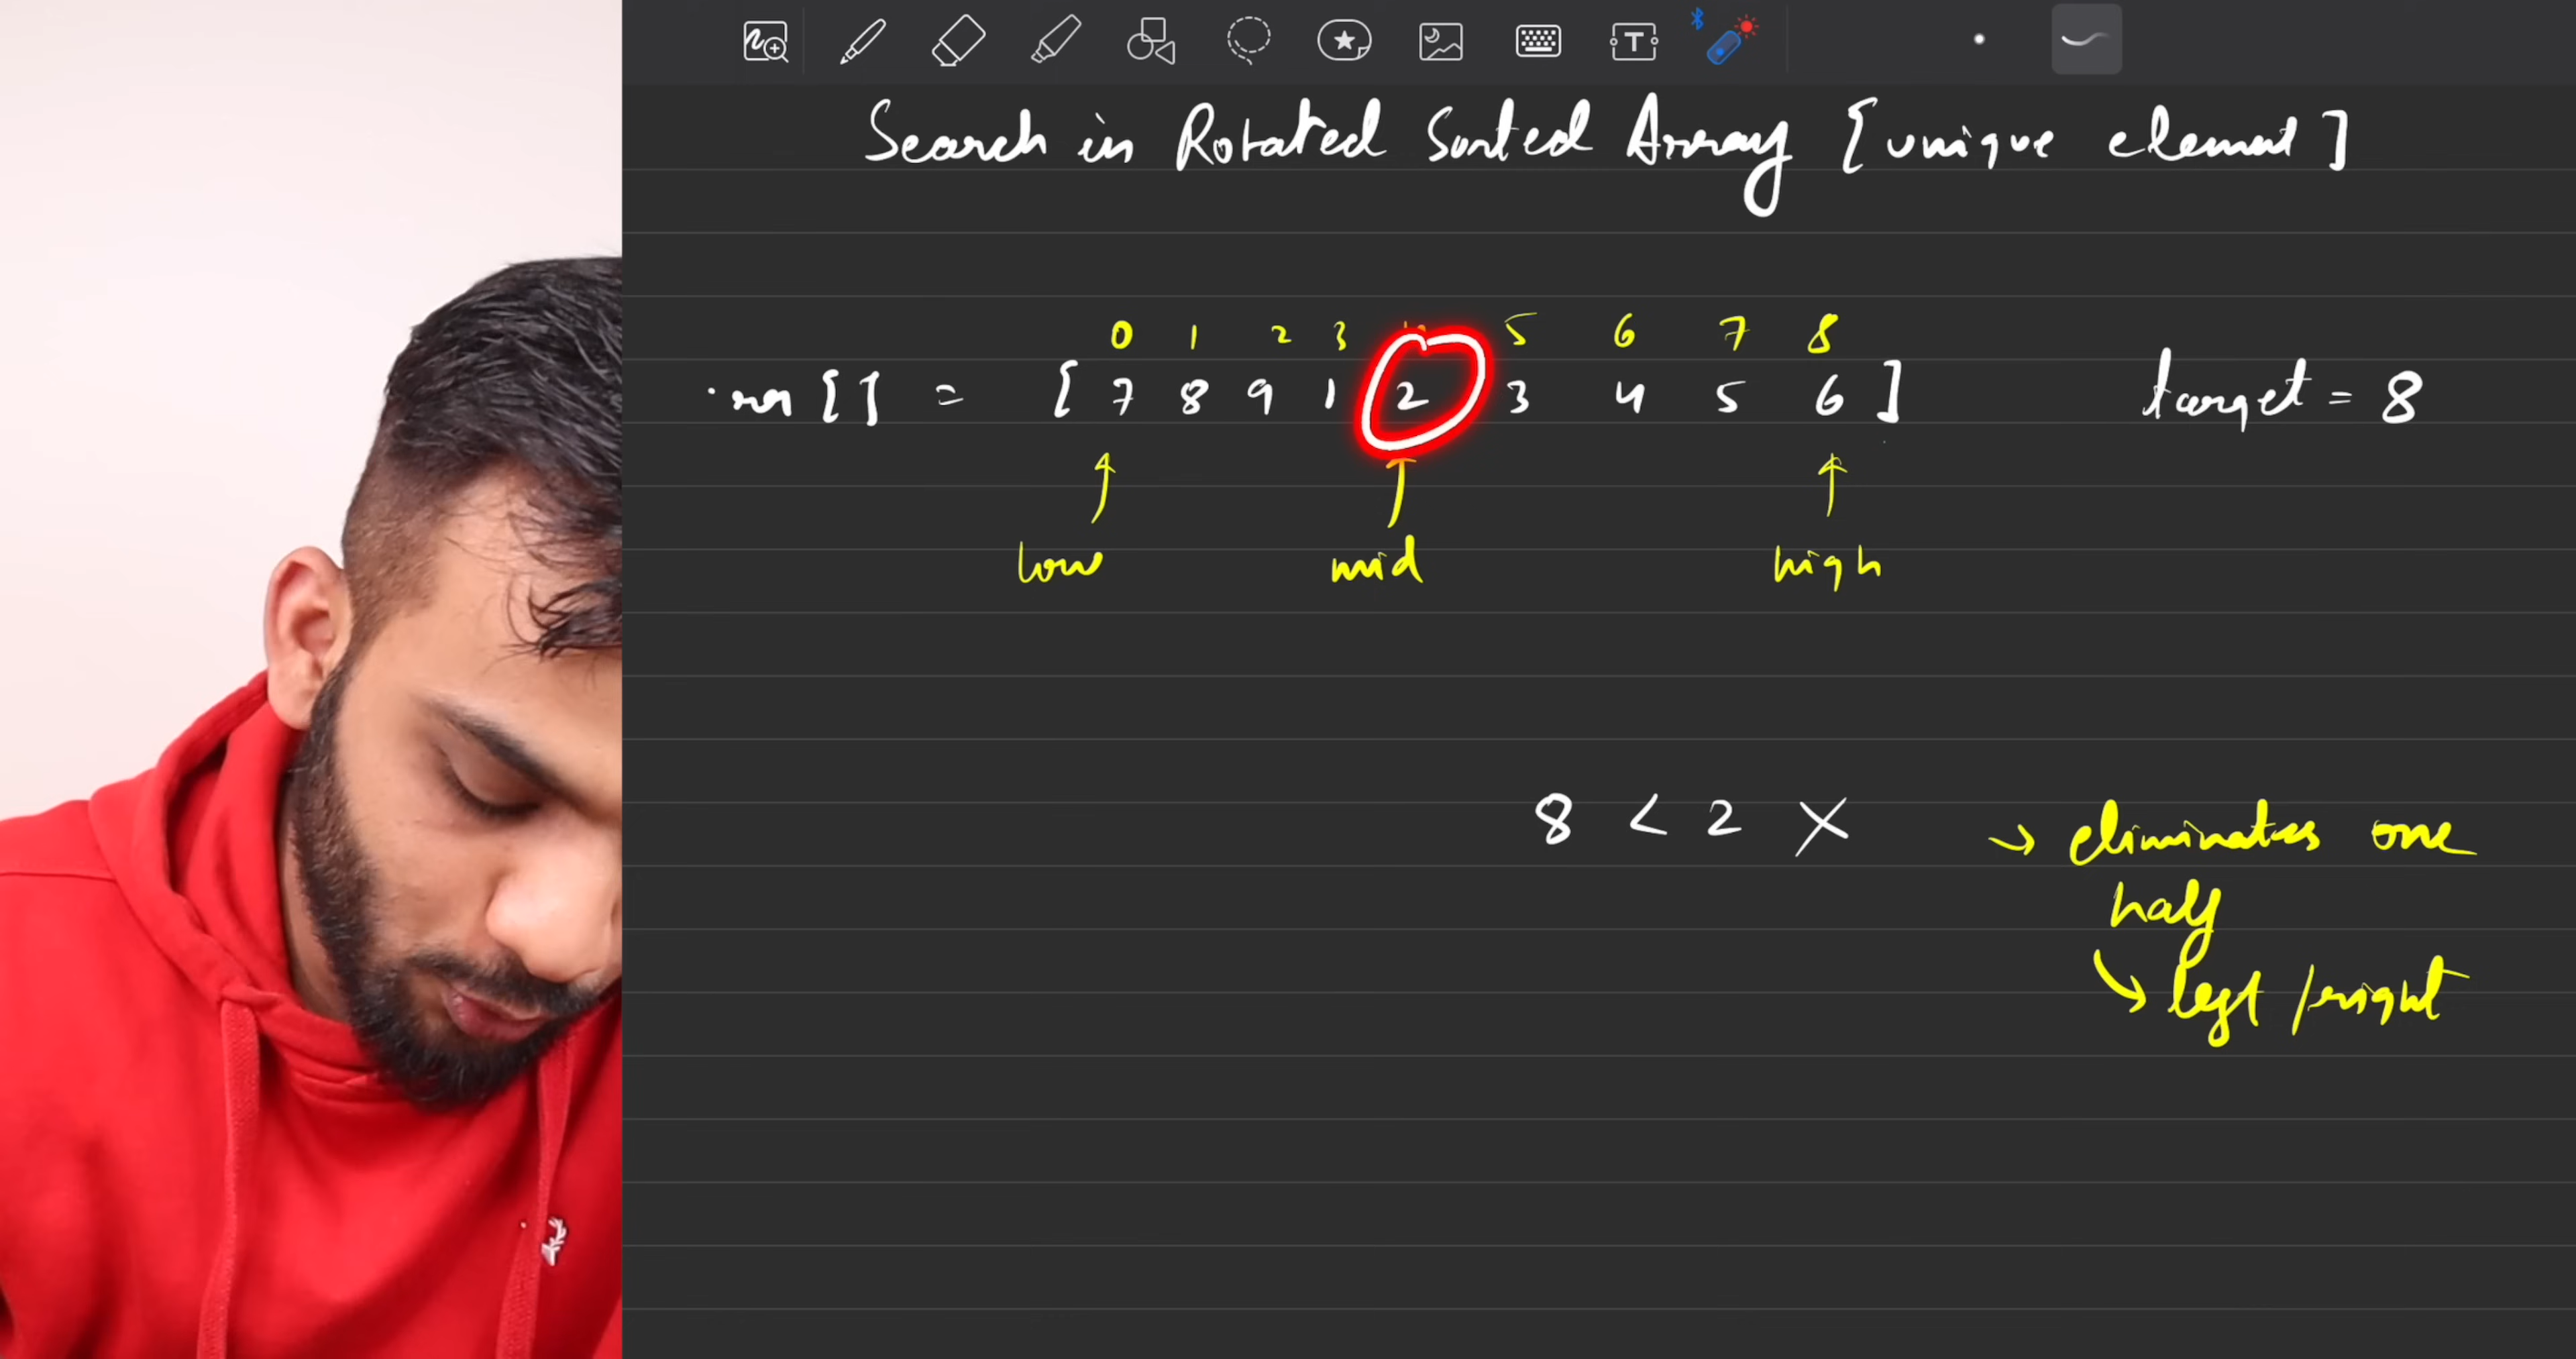 Search in Rotated Sorted Array [unique element]
0 1 2 3 5 6 7 8
[] = [ 7 8 9 1 2 3 4 5 6 ] target = 8
low mid high
8 < 2 X → eliminates one
half
↘ left / right